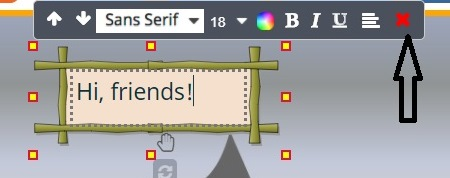 Sans Serif 18 B I U
Hi, friends!